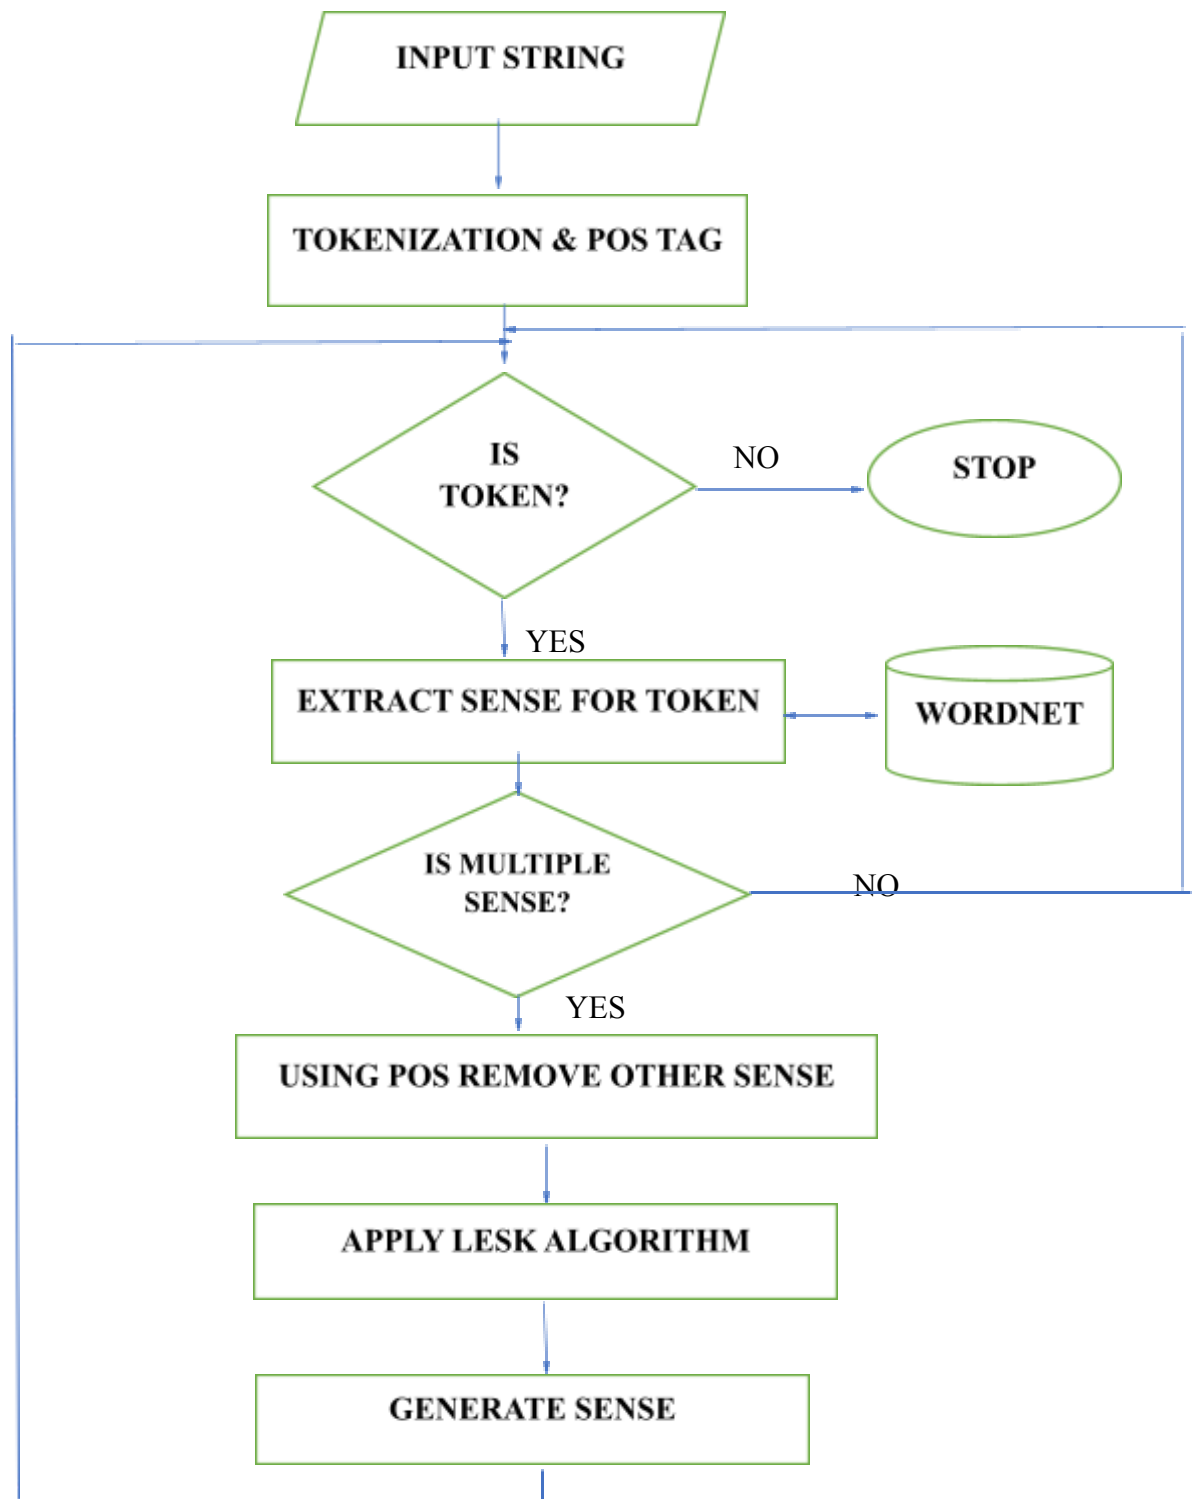 INPUT STRING
TOKENIZATION & POS TAG
IS
TOKEN?
NO
STOP
YES
EXTRACT SENSE FOR TOKEN
WORDNET
IS MULTIPLE
SENSE?
NO
YES
USING POS REMOVE OTHER SENSE
APPLY LESK ALGORITHM
GENERATE SENSE